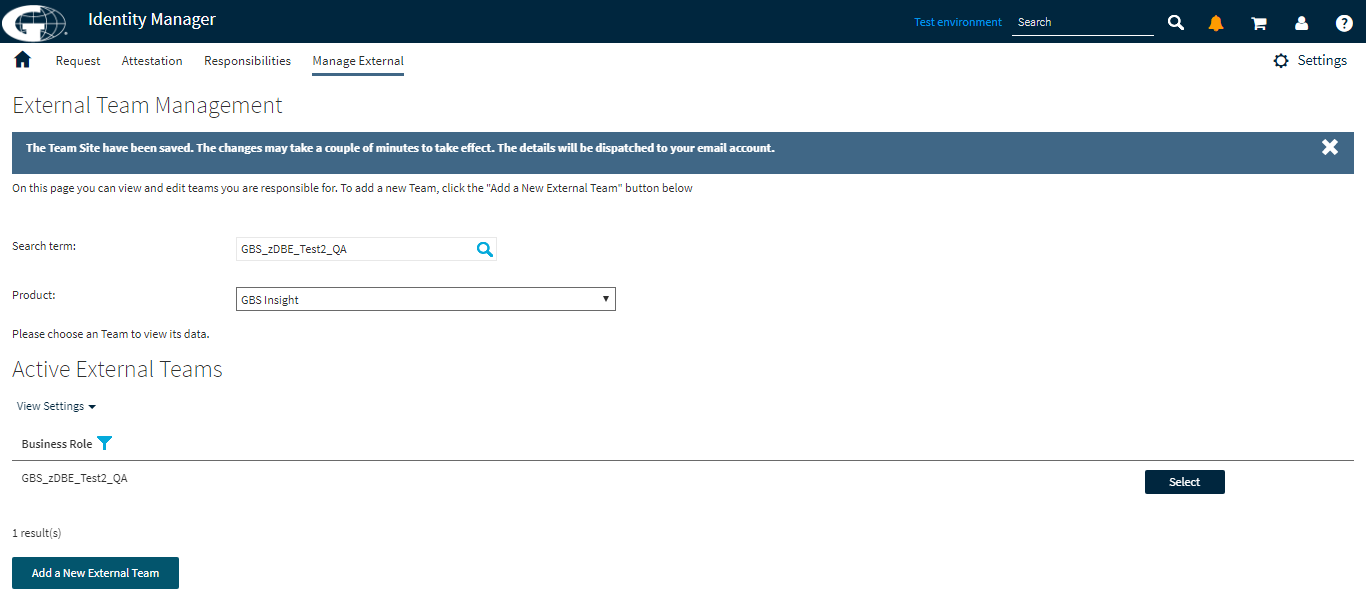 Identity Manager
Test environment
Search
Request Attestation Responsibilities Manage External
Settings
External Team Management
The Team Site have been saved. The changes may take a couple of minutes to take effect. The details will be dispatched to your email account.
On this page you can view and edit teams you are responsible for. To add a new Team, click the "Add a New External Team" button below
Search term:
GBS_zDBE_Test2_QA
Product:
GBS Insight
Please choose an Team to view its data.
Active External Teams
View Settings
Business Role
GBS_zDBE_Test2_QA
Select
1 result(s)
Add a New External Team